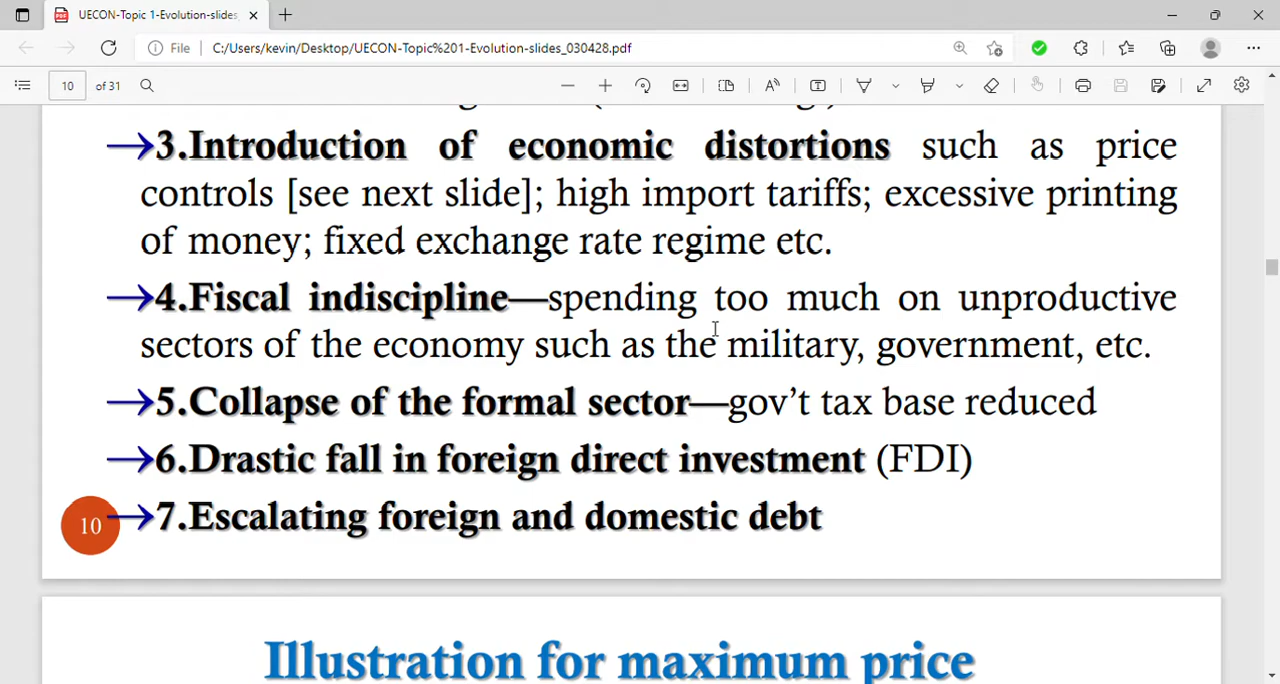 UECON-Topic 1-Evolution-slides_
File
C:/Users/kevin/Desktop/UECON-Topic%201-Evolution-slides_030428.pdf
10 of 31
→3.Introduction of economic distortions such as price
controls [see next slide]; high import tariffs; excessive printing
of money; fixed exchange rate regime etc.
→4.Fiscal indiscipline—spending too much on unproductive
sectors of the economy such as the military, government, etc.
→5.Collapse of the formal sector—gov't tax base reduced
→6.Drastic fall in foreign direct investment (FDI)
→7.Escalating foreign and domestic debt
10
Illustration for maximum price